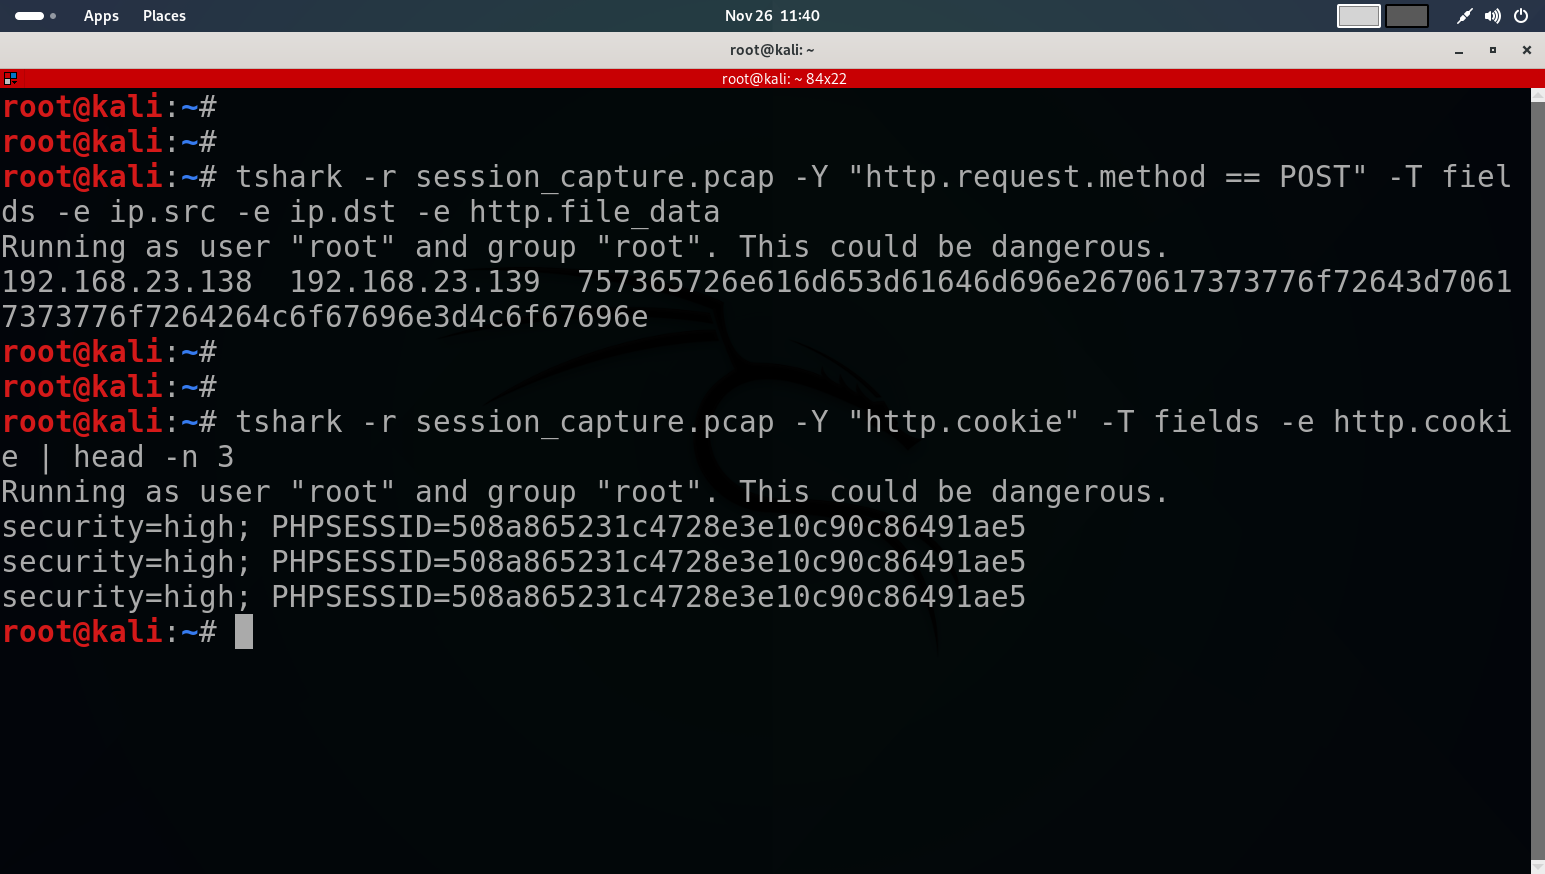 Apps Places Nov 26 11:40
root@kali: ~
root@kali: ~ 84x22
root@kali:~#
root@kali:~#
root@kali:~# tshark -r session_capture.pcap -Y "http.request.method == POST" -T fiel
ds -e ip.src -e ip.dst -e http.file_data
Running as user "root" and group "root". This could be dangerous.
192.168.23.138  192.168.23.139  757365726e616d653d61646d696e2670617373776f72643d7061
7373776f7264264c6f67696e3d4c6f67696e
root@kali:~#
root@kali:~#
root@kali:~# tshark -r session_capture.pcap -Y "http.cookie" -T fields -e http.cooki
e | head -n 3
Running as user "root" and group "root". This could be dangerous.
security=high; PHPSESSID=508a865231c4728e3e10c90c86491ae5
security=high; PHPSESSID=508a865231c4728e3e10c90c86491ae5
security=high; PHPSESSID=508a865231c4728e3e10c90c86491ae5
root@kali:~#